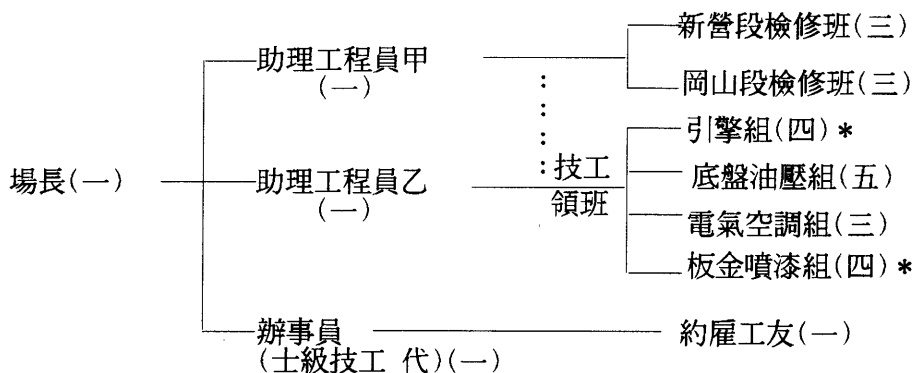 新營段檢修班(三)
助理工程員甲
(一)
岡山段檢修班(三)
引擎組(四)*
場長(一)
助理工程員乙
(一)
技工
領班
底盤油壓組(五)
電氣空調組(三)
板金噴漆組(四)*
辦事員
(士級技工 代)(一)
約雇工友(一)